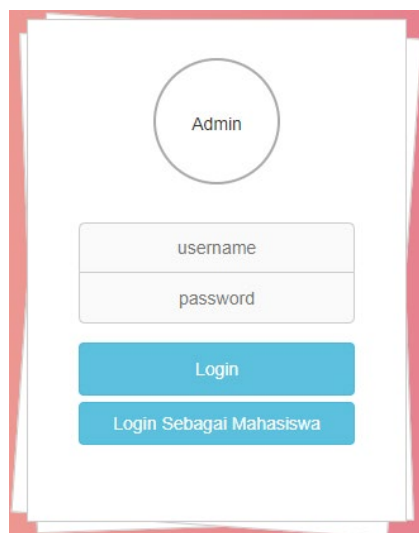 Admin
username
password
Login
Login Sebagai Mahasiswa